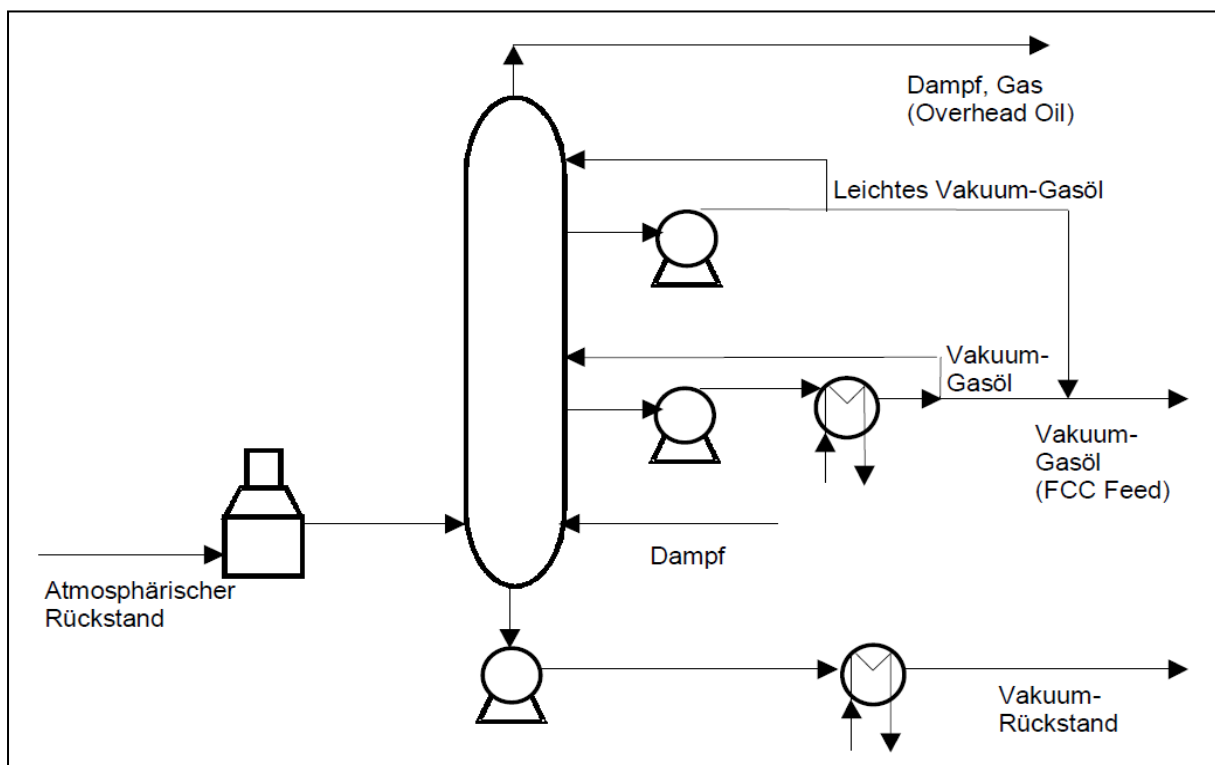 Dampf, Gas
(Overhead Oil)
Leichtes Vakuum-Gasöl
Vakuum-
Gasöl
Vakuum-
Gasöl
(FCC Feed)
Dampf
Atmosphärischer
Rückstand
Vakuum-
Rückstand